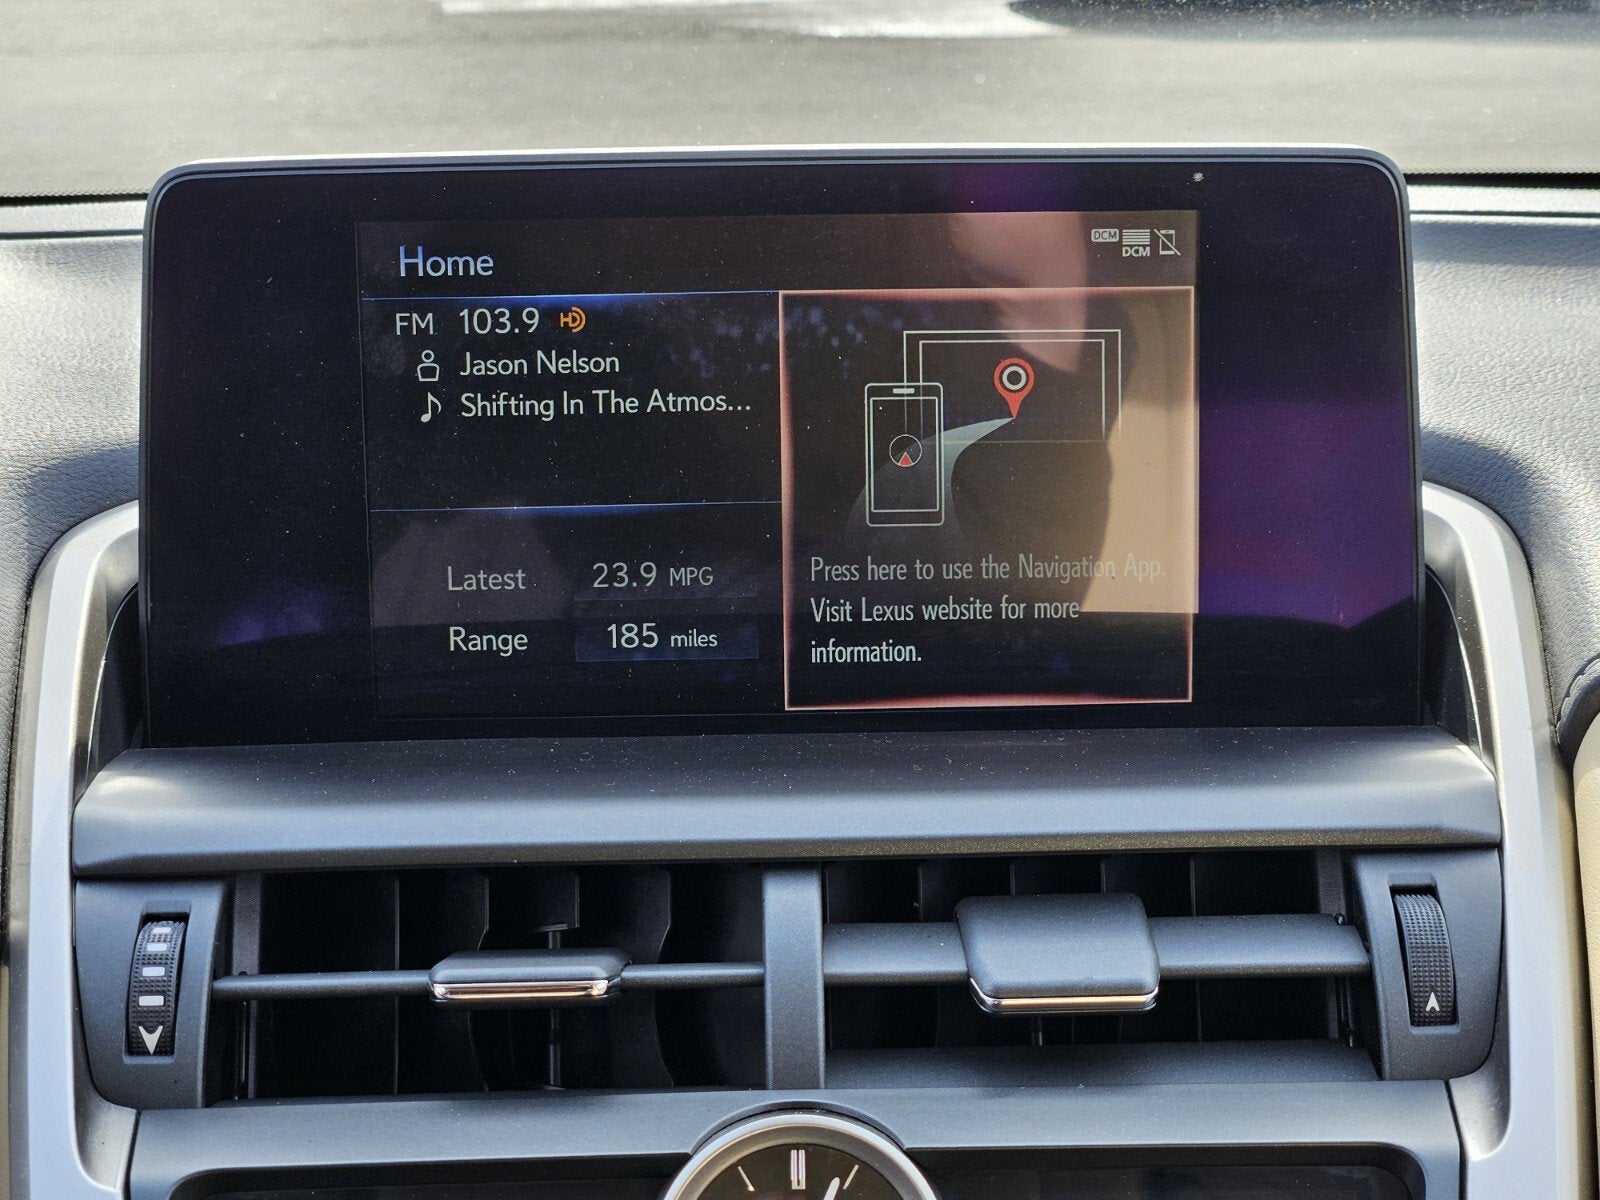 Home
DCM
DCM
FM 103.9 HD
Jason Nelson
Shifting In The Atmos...
Latest 23.9 MPG
Range 185 miles
Press here to use the Navigation App.
Visit Lexus website for more
information.